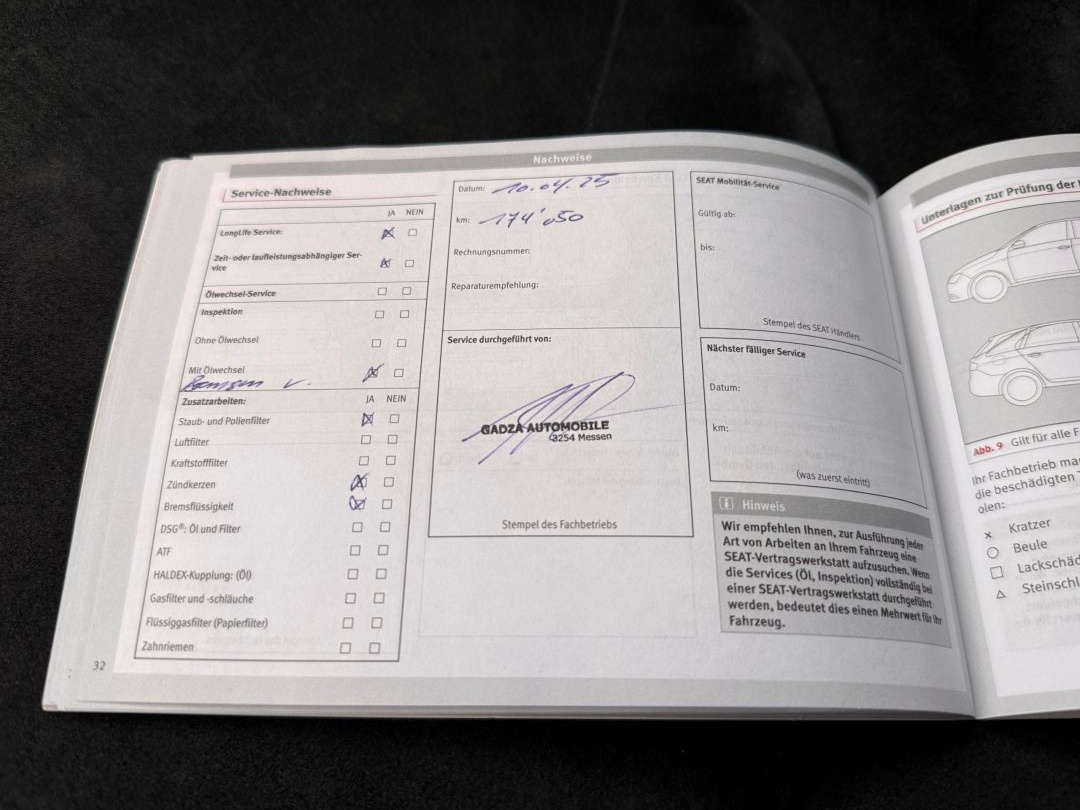 Nachweise
Service-Nachweise
JA NEIN
LongLife Service:
Zeit- oder laufleistungsabhängiger Ser-
vice
Ölwechsel-Service
Inspektion
Ohne Ölwechsel
Mit Ölwechsel
v.
Zusatzarbeiten: JA NEIN
Staub- und Pollenfilter
Luftfilter
Kraftstofffilter
Zündkerzen
Bremsflüssigkeit
DSG®: Öl und Filter
ATF
HALDEX-Kupplung: (Öl)
Gasfilter und -schläuche
Flüssiggasfilter (Papierfilter)
Zahnriemen
32
Datum: 10.04.25
km: 174'050
Rechnungsnummer:
Reparaturempfehlung:
Service durchgeführt von:
GADZA AUTOMOBILE
3254 Messen
Stempel des Fachbetriebs
SEAT Mobilität-Service
Gültig ab:
bis:
Stempel des SEAT Händlers
Nächster fälliger Service
Datum:
km:
(was zuerst eintritt)
i Hinweis
Wir empfehlen Ihnen, zur Ausführung jeder
Art von Arbeiten an Ihrem Fahrzeug eine
SEAT-Vertragswerkstatt aufzusuchen. Wenn
die Services (Öl, Inspektion) vollständig bei
einer SEAT-Vertragswerkstatt durchgeführt
werden, bedeutet dies einen Mehrwert für Ihr
Fahrzeug.
Unterlagen zur Prüfung der
Abb. 9 Gilt für alle F
Ihr Fachbetrieb mar
die beschädigten
olen:
Kratzer
Beule
Lackschäd
Steinschl